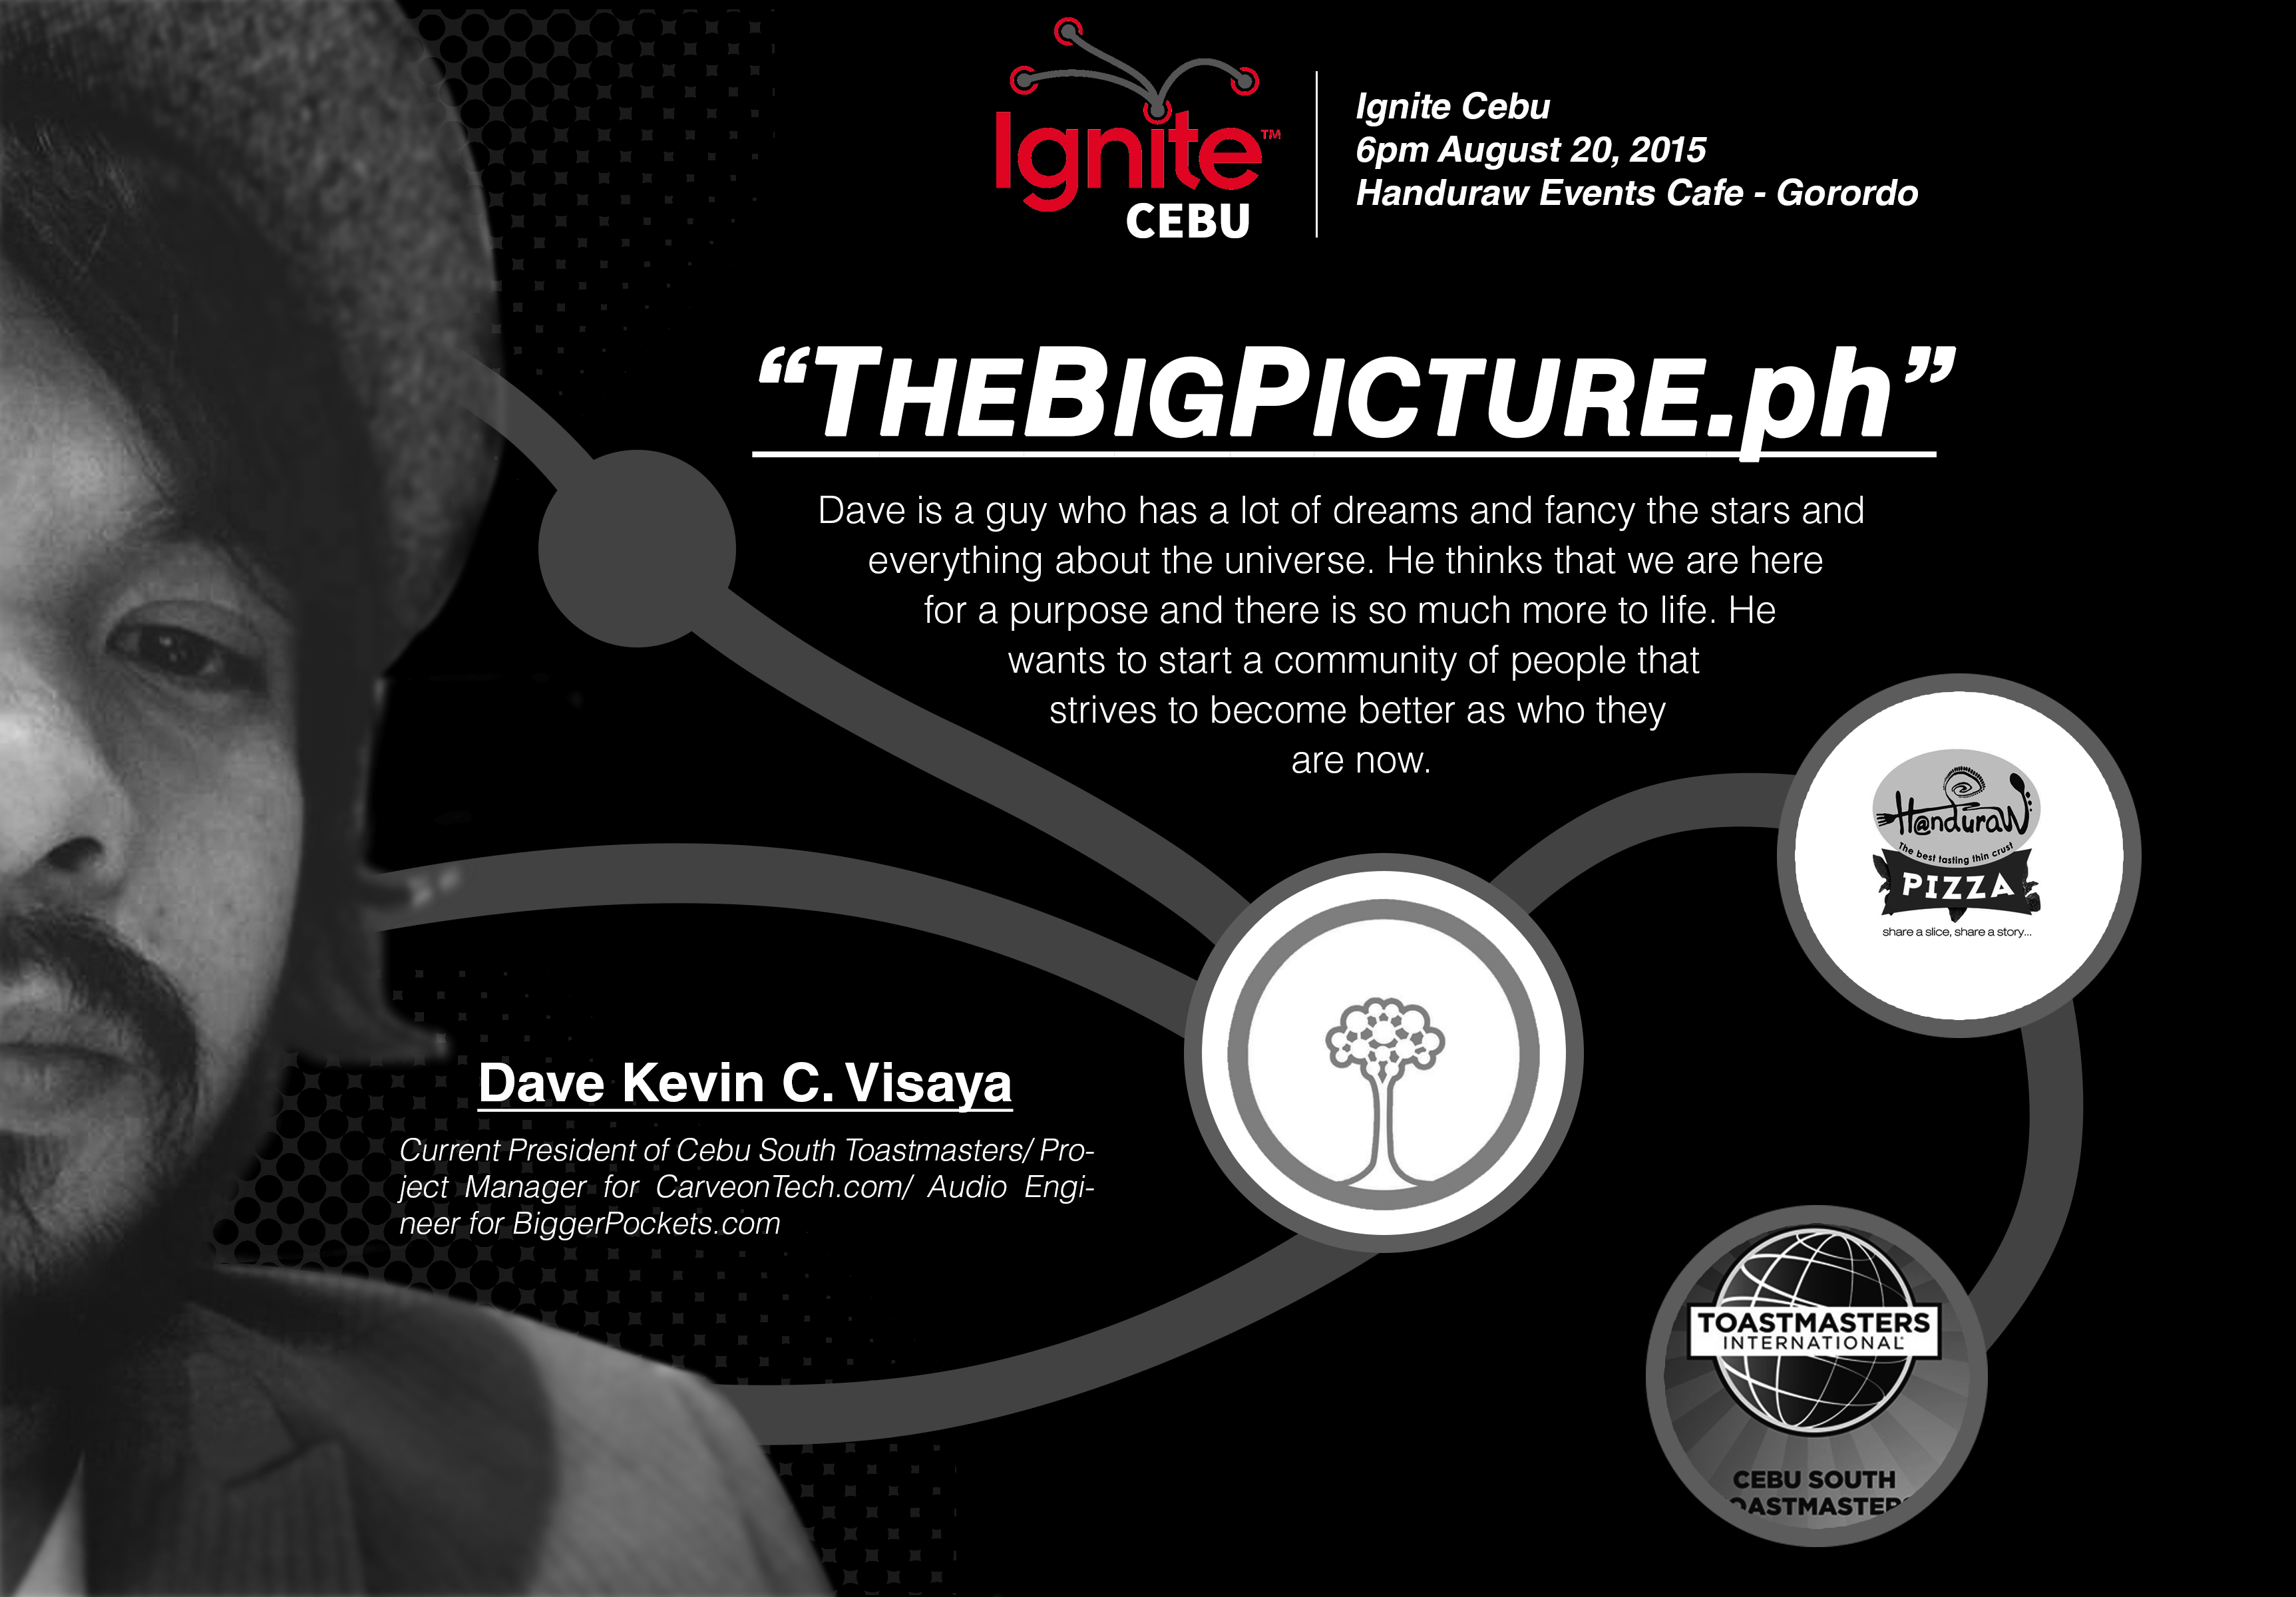 Ignite™
CEBU
Ignite Cebu
6pm August 20, 2015
Handuraw Events Cafe - Gorordo
“THEBIGPICTURE.ph”
Dave is a guy who has a lot of dreams and fancy the stars and
everything about the universe. He thinks that we are here
for a purpose and there is so much more to life. He
wants to start a community of people that
strives to become better as who they
are now.
H@nduraw
The best tasting thin crust
PIZZA
share a slice, share a story...
Dave Kevin C. Visaya
Current President of Cebu South Toastmasters/ Pro-
ject Manager for CarveonTech.com/ Audio Engi-
neer for BiggerPockets.com
TOASTMASTERS
INTERNATIONAL
CEBU SOUTH
OASTMASTERS